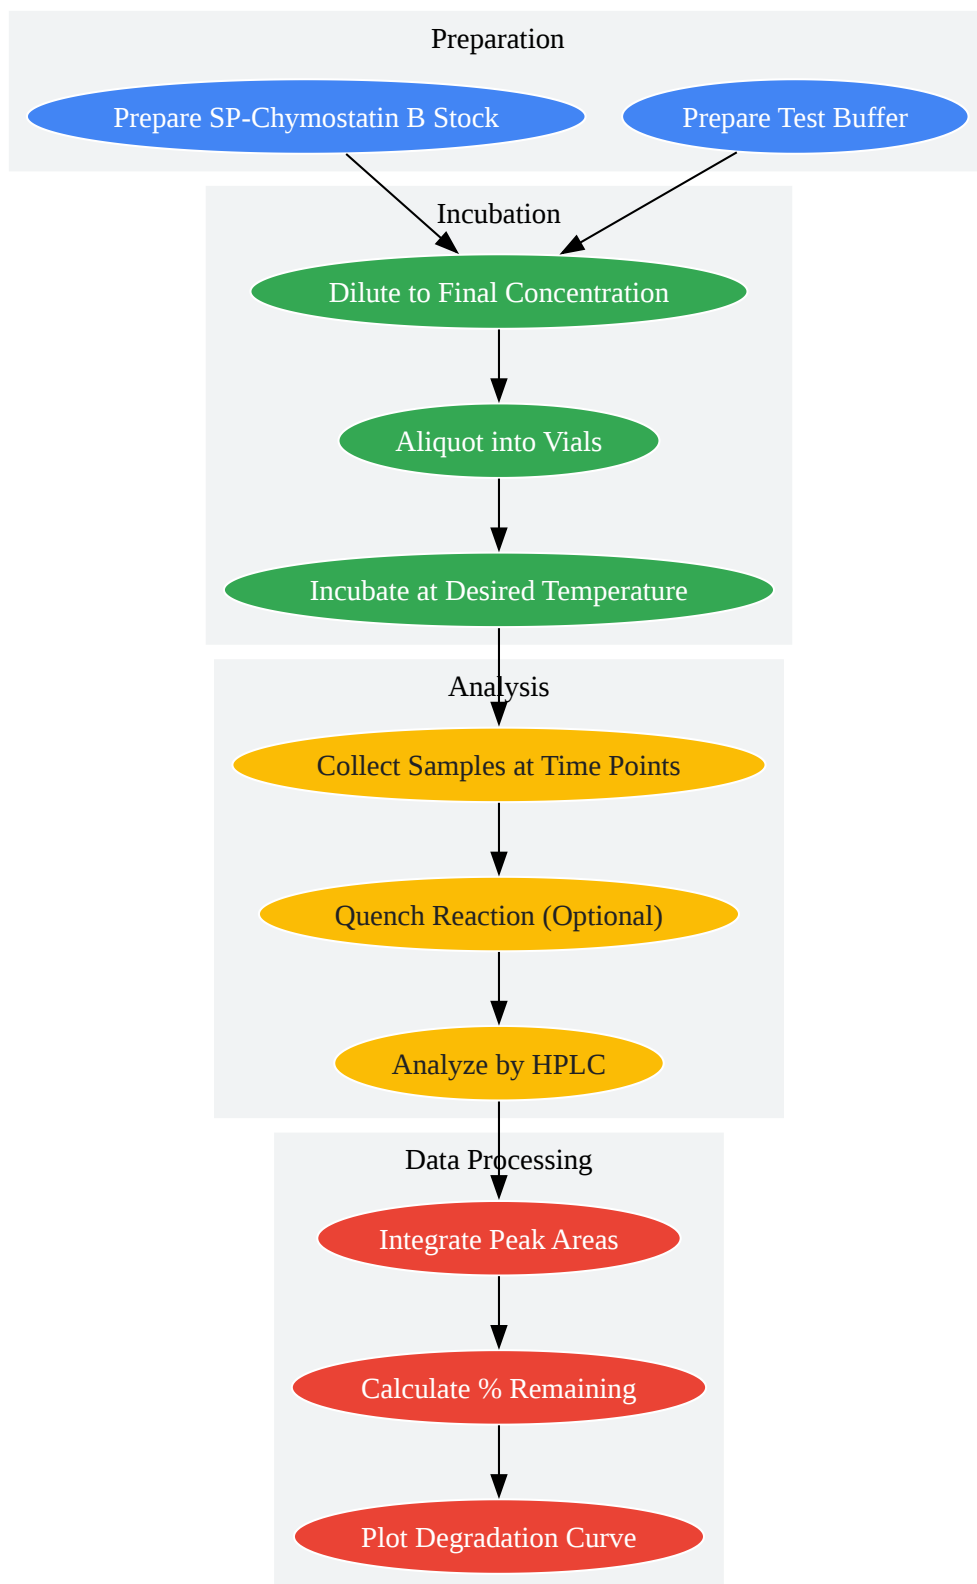 Preparation
Prepare SP-Chymostatin B Stock
Prepare Test Buffer
Incubation
Dilute to Final Concentration
Aliquot into Vials
Incubate at Desired Temperature
Analysis
Collect Samples at Time Points
Quench Reaction (Optional)
Analyze by HPLC
Data Processing
Integrate Peak Areas
Calculate % Remaining
Plot Degradation Curve